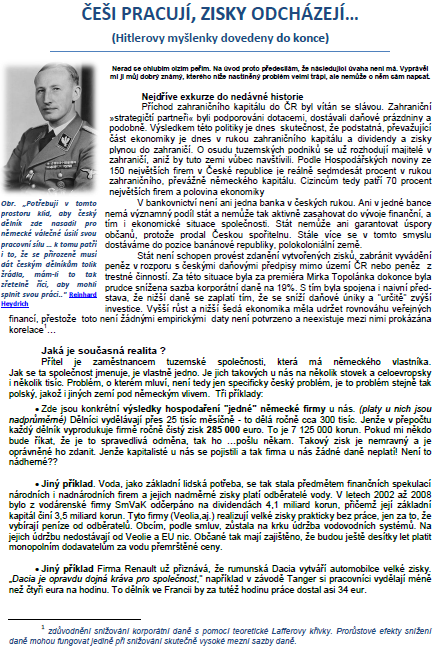 ČEŠI PRACUJÍ, ZISKY ODCHÁZEJÍ…
(Hitlerovy myšlenky dovedeny do konce)
Nerad se ohlubím cizím peřím. Na úvod proto předesílám, že následující úvaha není má. Vyprávěl
mi ji můj dobrý známý, kterého níže nastíněný problém velmi trápí, ale nemůže o něm sám napsat.
Nejdříve exkurze do nedávné historie
Příchod zahraničního kapitálu do ČR byl vítán se slávou. Zahraniční
»strategičtí partneři« byli podporováni dotacemi, dostávali daňové prázdniny a
podobně. Výsledkem této politiky je dnes skutečnost, že podstatná, převažující
část ekonomiky je dnes v rukou zahraničního kapitálu a dividendy a zisky
plynou do zahraničí. O osudu tuzemských podniků se už rozhodují majitelé v
zahraničí, aniž by tuto zemi vůbec navštívili. Podle Hospodářských novin ze
150 největších firem v České republice je reálně sedmdesát procent v rukou
zahraničního, převážně německého kapitálu. Cizincům tedy patří 70 procent
největších firem a polovina ekonomiky
V bankovnictví není ani jedna banka v českých rukou. Ani v jedné bance
nemá významný podíl stát a nemůže tak aktivně zasahovat do vývoje finanční, a
tím i ekonomické situace společnosti. Stát nemůže ani garantovat úspory
občanů, protože prodal Českou spořitelnu. Stále více se v tomto smyslu
dostáváme do pozice banánové republiky, polokoloniální země.
Stát není schopen provést zdanění vytvořených zisků, zabránit vyvádění
peněz v rozporu s českými daňovými předpisy mimo území ČR nebo peněz z
trestné činnosti. Za této situace byla za premiéra Mirka Topolánka dokonce byla
prudce snížena sazba korporátní daně na 19%. S tím byla spojena i naivní před-
stava, že nižší daně se zaplatí tím, že se sníží daňové úniky a "určitě" zvýší
investice. Vyšší růst a nižší šedá ekonomika měla udržet rovnováhu veřejných
financí, přestože toto není žádnými empirickými daty není potvrzeno a neexistuje mezi nimi prokázána
korelace1…
Obr. „Potřebuji v tomto
prostoru klid, aby český
dělník zde nasadil pro
německé válečné úsilí svou
pracovní sílu … k tomu patří
i to, že se přirozeně musí
dát českým dělníkům tolik
žrádla, mám-li to tak
zřetelně říci, aby mohli
splnit svou práci.." Reinhard
Heydrich
Jaká je současná realita ?
Přítel je zaměstnancem tuzemské společnosti, která má německého vlastníka.
Jak se ta společnost jmenuje, je vlastně jedno. Je jich takových u nás na několik stovek a celoevropsky
i několik tisíc. Problém, o kterém mluví, není tedy jen specificky český problém, je to problém stejně tak
polský, jakož i jiných zemí pod německým vlivem. Tři příklady:
• Zde jsou konkrétní výsledky hospodaření "jedné" německé firmy u nás. (platy u nich jsou
nadprůměrné) Dělníci vydělávají přes 25 tisíc měsíčně - to dělá ročně cca 300 tisíc. Jenže v přepočtu
každý dělník vyprodukuje firmě ročně čistý zisk 285 000 euro. To je 7 125 000 korun. Pokud mi někdo
bude říkat, že je to spravedlivá odměna, tak ho …pošlu někam. Takový zisk je nemravný a je
oprávněné ho zdanit. Jenže kapitalisté u nás se pojistili a tak firma u nás žádné daně neplatí! Není to
nádherné??
• Jiný příklad. Voda, jako základní lidská potřeba, se tak stala předmětem finančních spekulací
národních i nadnárodních firem a jejich nadměrné zisky platí odběratelé vody. V letech 2002 až 2008
bylo z vodárenské firmy SmVaK odčerpáno na dividendách 4,1 miliardy korun, přičemž její základní
kapitál činí 3,5 miliard korun. Tyto firmy (Veolia,aj.) realizují velké zisky prakticky bez práce, jen za to, že
vybírají peníze od odběratelů. Obcím, podle smluv, zůstala na krku údržba vodovodních systémů. Na
jejich údržbu nedostávají od Veolie a EU nic. Občané tak mají zajištěno, že budou ještě desítky let platit
monopolním dodavatelům za vodu přemrštěné ceny.
• Jiný příklad Firma Renault už přiznává, že rumunská Dacia vytváří automobilce velké zisky.
„Dacia je opravdu dojná kráva pro společnost," například v závodě Tanger si pracovníci vydělají méně
než čtyři eura na hodinu. To dělník ve Francii by za tutéž hodinu práce dostal asi 34 eur.
1 zdůvodnění snižování korporátní daně s pomocí teoretické Lafferovy křivky. Prorůstové efekty snížení
daně mohou fungovat jedině při snižování skutečně vysoké mezní sazby daně.